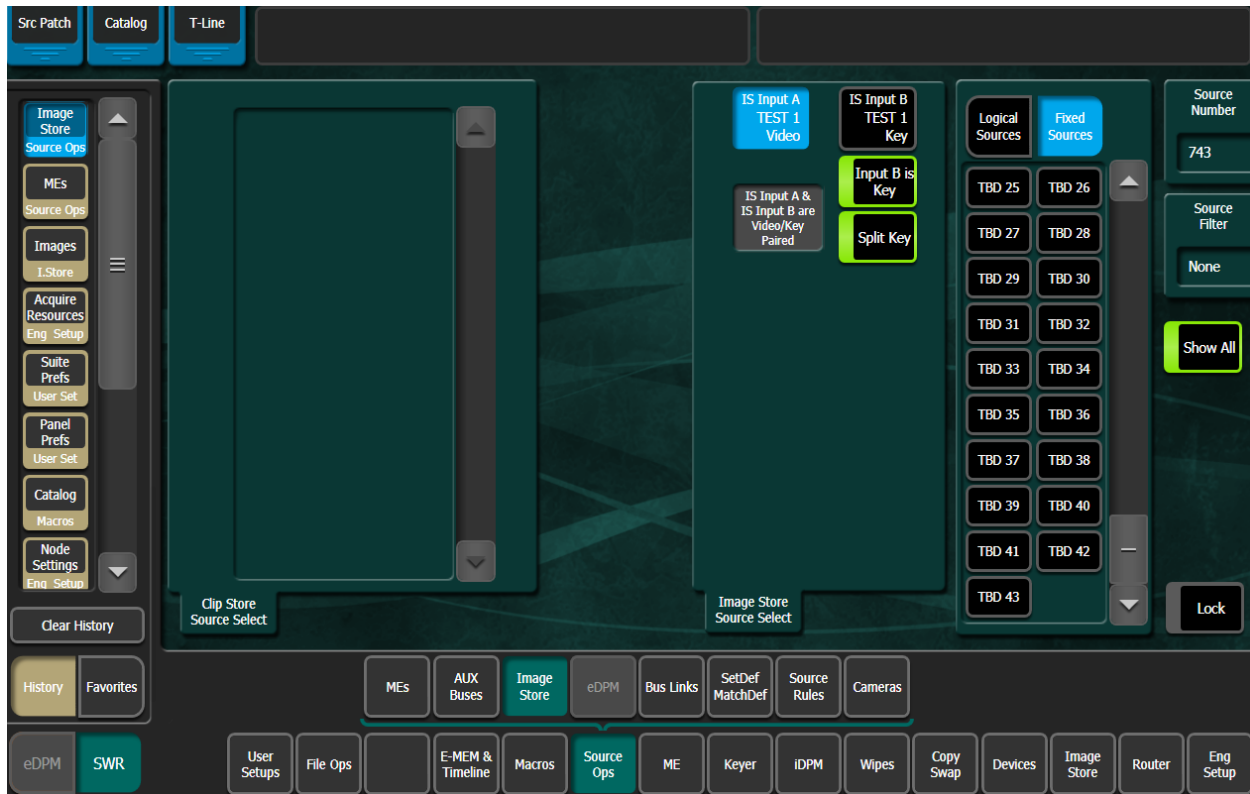 Src Patch
Catalog
T-Line
Image
Store
Source Ops
MEs
Source Ops
Images
I.Store
Acquire
Resources
Eng Setup
Suite
Prefs
User Set
Panel
Prefs
User Set
Catalog
Macros
Node
Settings
Eng Setup
Clear History
History
Favorites
eDPM
SWR
Clip Store
Source Select
IS Input A
TEST 1
Video
IS Input B
TEST 1
Key
Input B is
Key
IS Input A &
IS Input B are
Video/Key
Paired
Split Key
Image Store
Source Select
Logical
Sources
Fixed
Sources
TBD 25
TBD 26
TBD 27
TBD 28
TBD 29
TBD 30
TBD 31
TBD 32
TBD 33
TBD 34
TBD 35
TBD 36
TBD 37
TBD 38
TBD 39
TBD 40
TBD 41
TBD 42
TBD 43
Source
Number
743
Source
Filter
None
Show All
Lock
MEs
AUX
Buses
Image
Store
eDPM
Bus Links
SetDef
MatchDef
Source
Rules
Cameras
User
Setups
File Ops
E-MEM &
Timeline
Macros
Source
Ops
ME
Keyer
iDPM
Wipes
Copy
Swap
Devices
Image
Store
Router
Eng
Setup